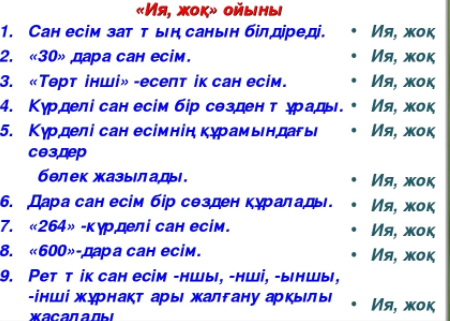 «Ия, жоқ» ойыны
1. Сан есім зат т ың санын білдіреді. • Ия, жоқ
2. «30» дара сан есім. • Ия, жоқ
3. «Төрт інші» -есепт ік сан есім. • Ия, жоқ
4. Күрделі сан есім бір сөзден т ұрады. • Ия, жоқ
5. Күрделі сан есімнің құрамындағы • Ия, жоқ
сөздер
бөлек жазылады. • Ия, жоқ
6. Дара сан есім бір сөзден құралады. • Ия, жоқ
7. «264» -күрделі сан есім. • Ия, жоқ
8. «600»-дара сан есім. • Ия, жоқ
9. Рет т ік сан есім -ншы, -нші, -ыншы,
-інші жұрнақт ары жалғану арқылы • Ия, жоқ
жасалады